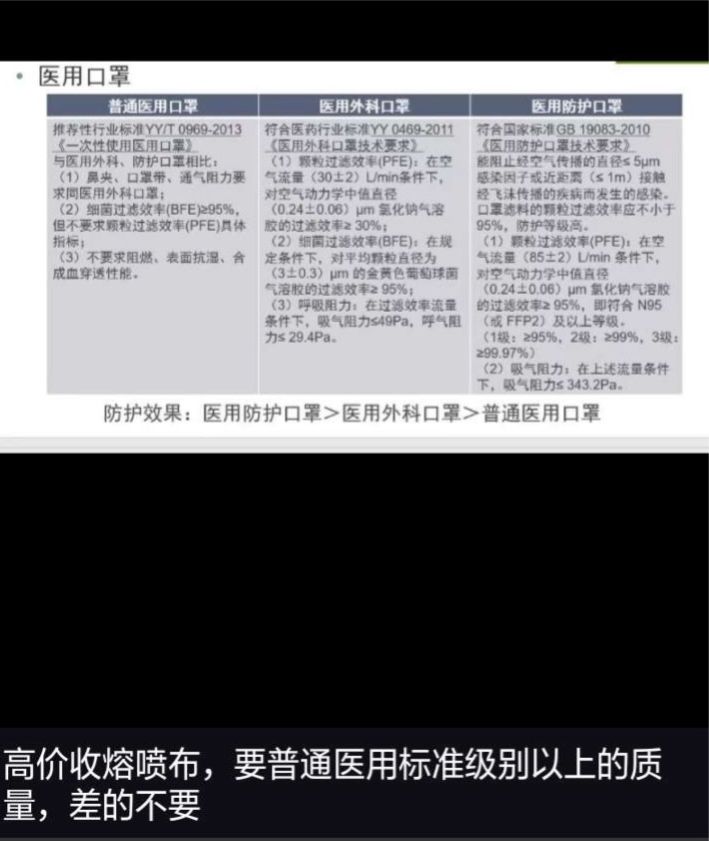 • 医用口罩
普通医用口罩
推荐性行业标准YY/T 0969-2013
《一次性使用医用口罩》
与医用外科、防护口罩相比：
（1）鼻夹、口罩带、通气阻力要
求同医用外科口罩；
（2）细菌过滤效率(BFE)≥95%，
但不要求颗粒过滤效率(PFE)具体
指标；
（3）不要求阻燃、表面抗湿、合
成血穿透性能。
医用外科口罩
符合医药行业标准YY 0469-2011
《医用外科口罩技术要求》
（1）颗粒过滤效率(PFE)：在空
气流量（30±2）L/min条件下，
对空气动力学中值直径
（0.24±0.06）μm 氯化钠气溶
胶的过滤效率≥ 30%；
（2）细菌过滤效率(BFE)：在规
定条件下，对平均颗粒直径为
（3±0.3）μm 的金黄色葡萄球菌
气溶胶的过滤效率≥ 95%；
（3）呼吸阻力：在过滤效率流量
条件下，吸气阻力≤49Pa，呼气阻
力≤ 29.4Pa。
医用防护口罩
符合国家标准GB 19083-2010
《医用防护口罩技术要求》
能阻止经空气传播的直径≤ 5μm
感染因子或近距离（≤ 1m）接触
经飞沫传播的疾病而发生的感染。
口罩滤料的颗粒过滤效率应不小于
95%，防护等级高。
（1）颗粒过滤效率(PFE)：在空
气流量（85±2）L/min 条件下，
对空气动力学中值直径
（0.24±0.06）μm 氯化钠气溶胶
的过滤效率≥ 95%，即符合 N95
（或 FFP2）及以上等级。
（1级：≥95%，2级：≥99%，3级：
≥99.97%）
（2）吸气阻力：在上述流量条件
下，吸气阻力≤ 343.2Pa。
防护效果：医用防护口罩＞医用外科口罩＞普通医用口罩
高价收熔喷布，要普通医用标准级别以上的质
量，差的不要